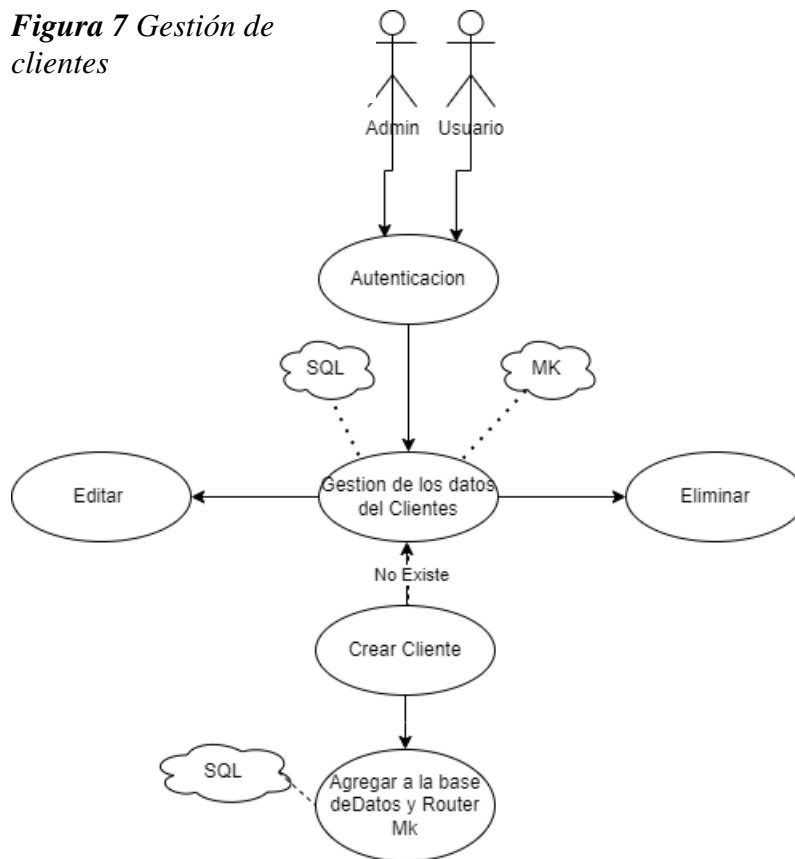 Figura 7 Gestión de
clientes
Admin
Usuario
Autenticacion
SQL
MK
Editar
Gestion de los datos
del Clientes
Eliminar
No Existe
Crear Cliente
SQL
Agregar a la base
deDatos y Router
Mk